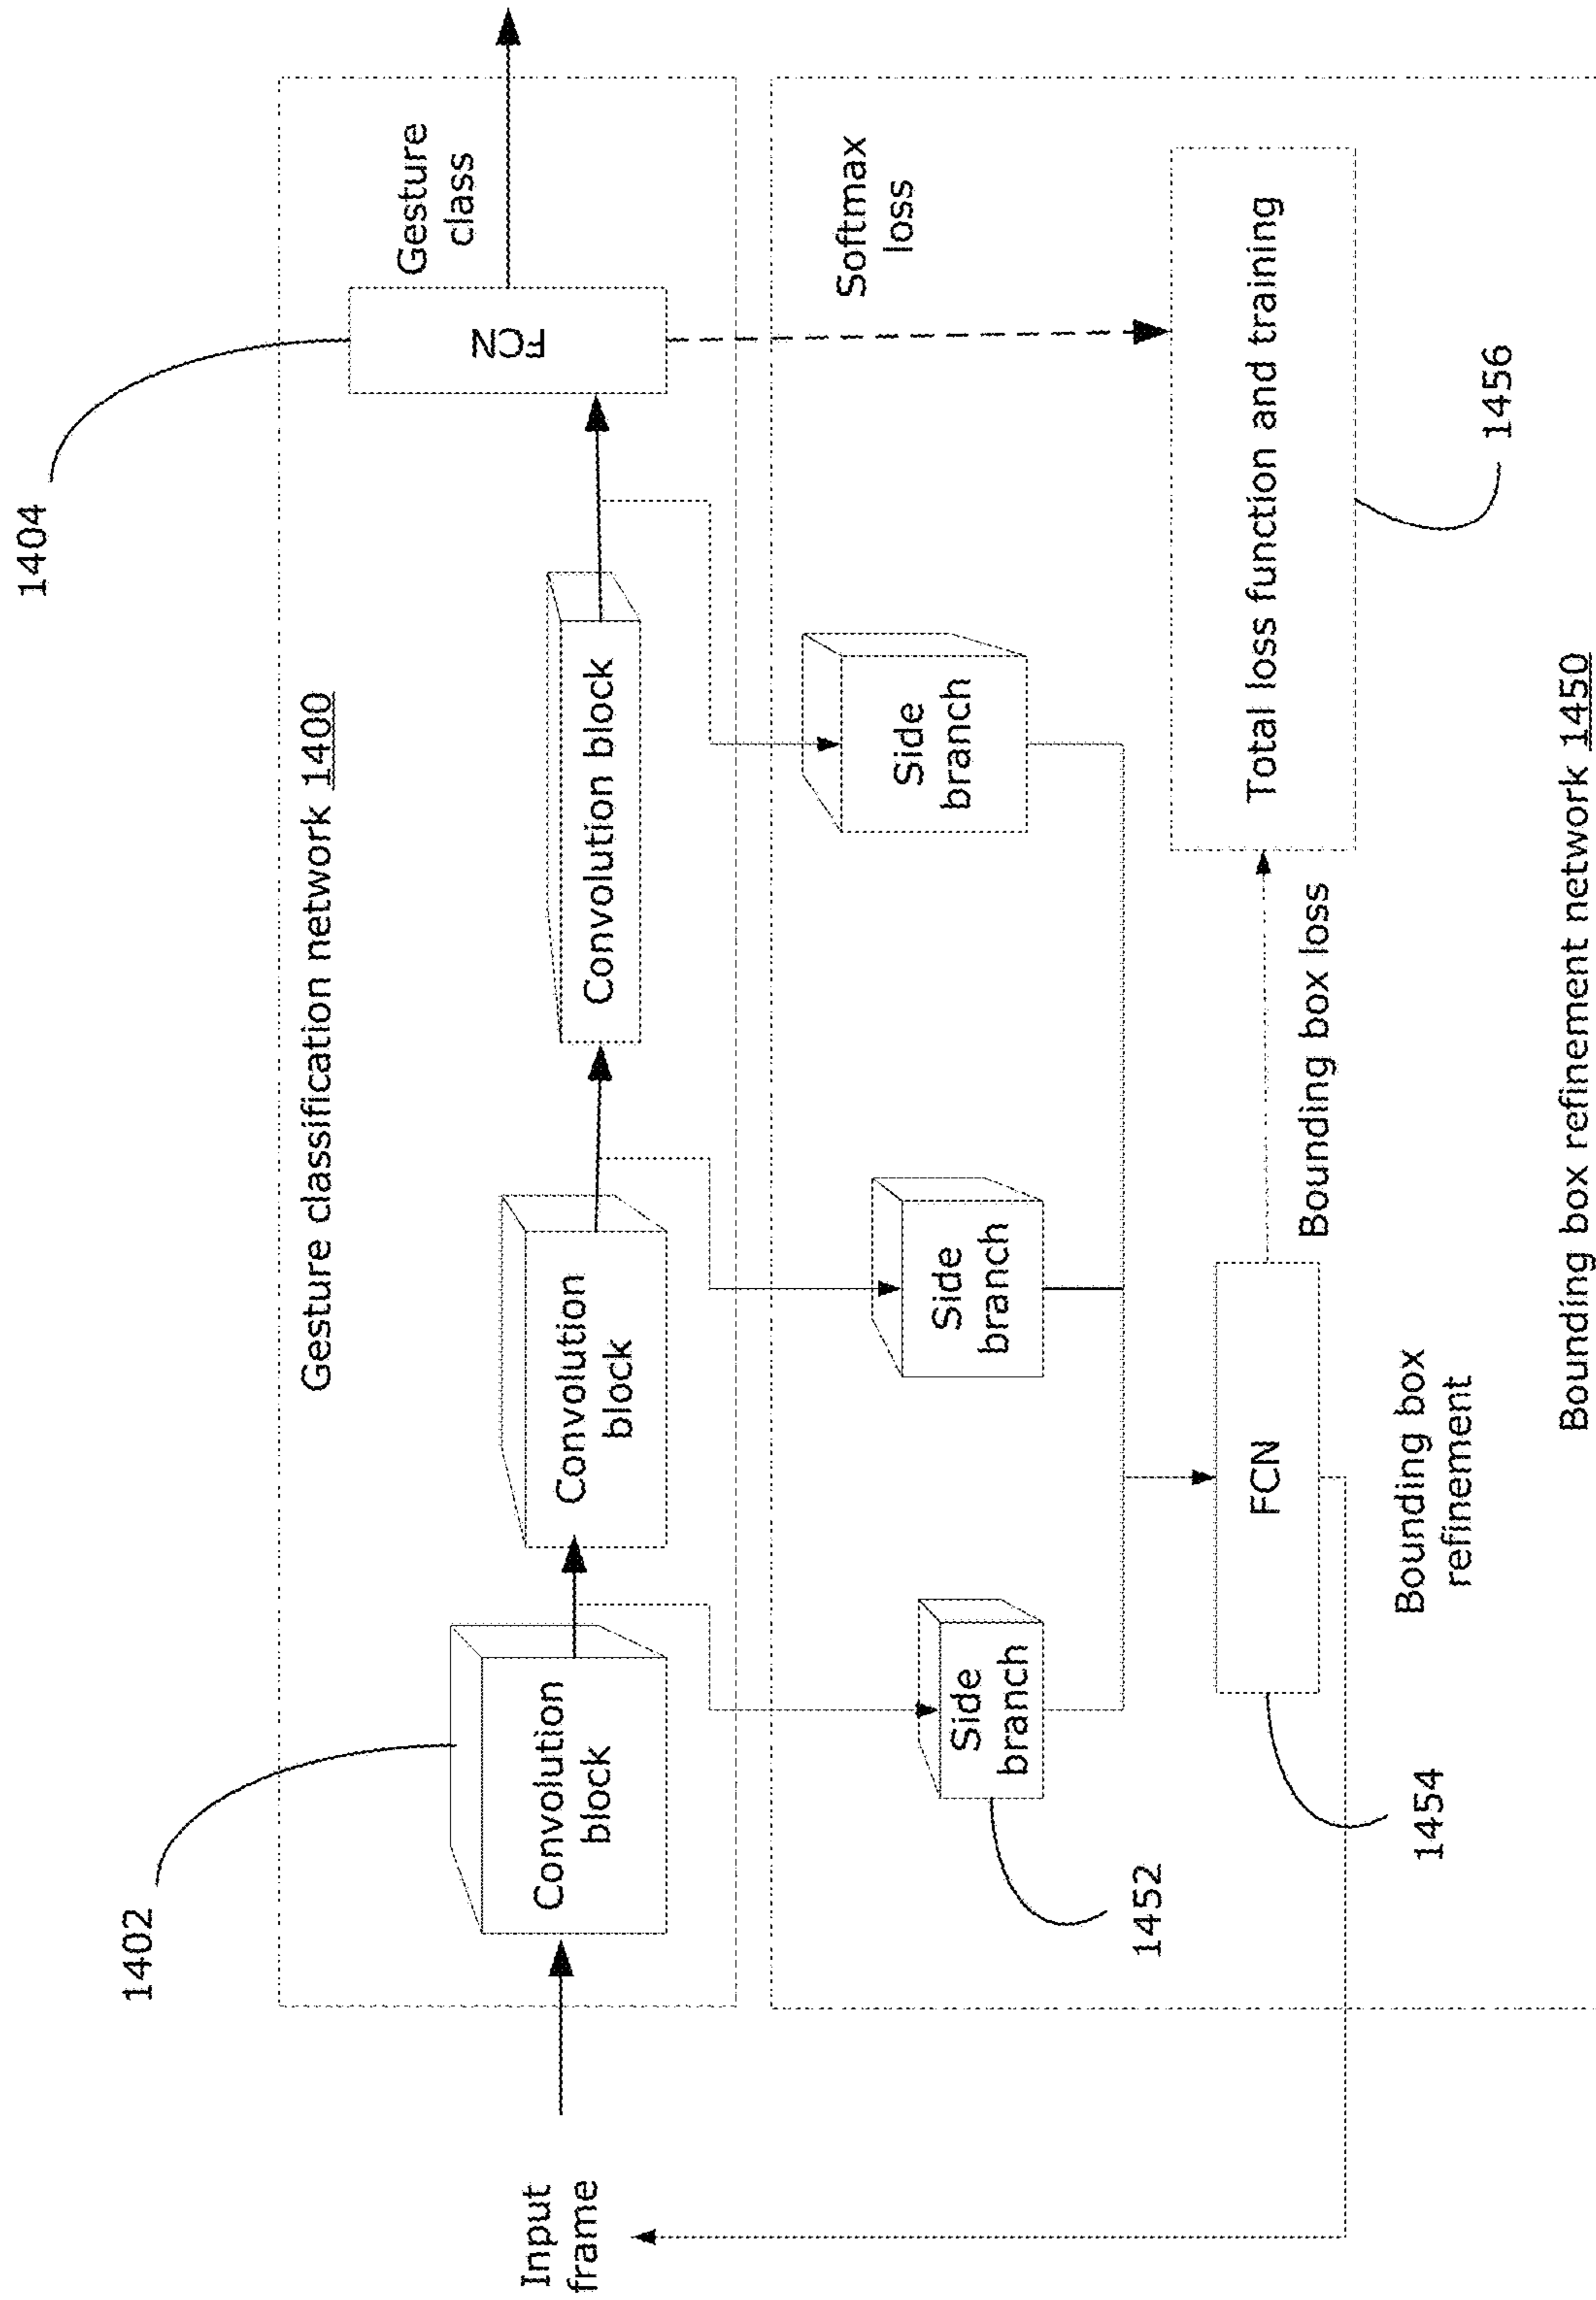 1404
Gesture classification network 1400
Gesture
class
FCN
1402
Convolution
block
Convolution
block
Convolution block
Input
frame
Softmax
loss
Side
branch
Side
branch
Side
branch
1452
Total loss function and training
1456
Bounding box loss
FCN
1454
Bounding box
refinement
Bounding box refinement network 1450